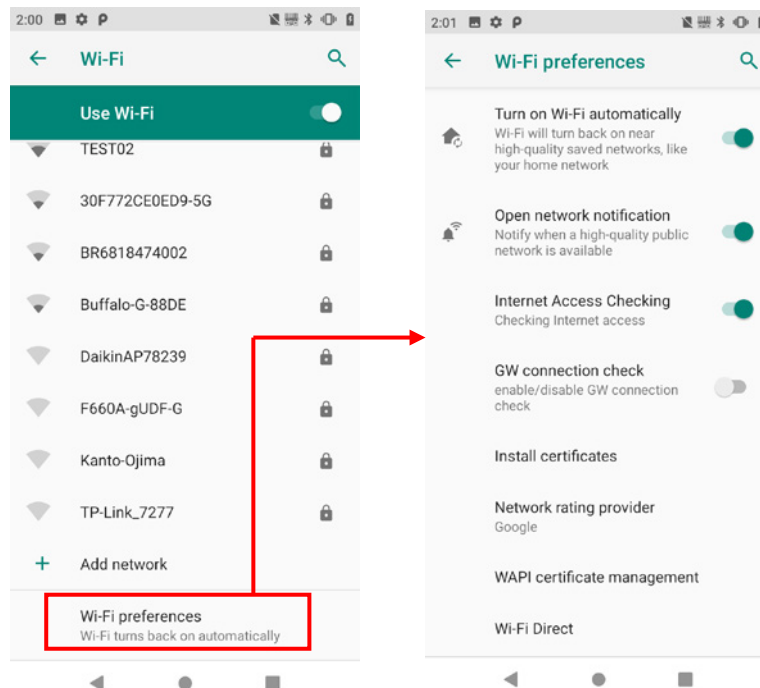 2:00
Wi-Fi
Use Wi-Fi
TEST02
30F772CE0ED9-5G
BR6818474002
Buffalo-G-88DE
DaikinAP78239
F660A-gUDF-G
Kanto-Ojima
TP-Link_7277
Add network
Wi-Fi preferences
Wi-Fi turns back on automatically
2:01
Wi-Fi preferences
Turn on Wi-Fi automatically
Wi-Fi will turn back on near
high-quality saved networks, like
your home network
Open network notification
Notify when a high-quality public
network is available
Internet Access Checking
Checking Internet access
GW connection check
enable/disable GW connection
check
Install certificates
Network rating provider
Google
WAPI certificate management
Wi-Fi Direct